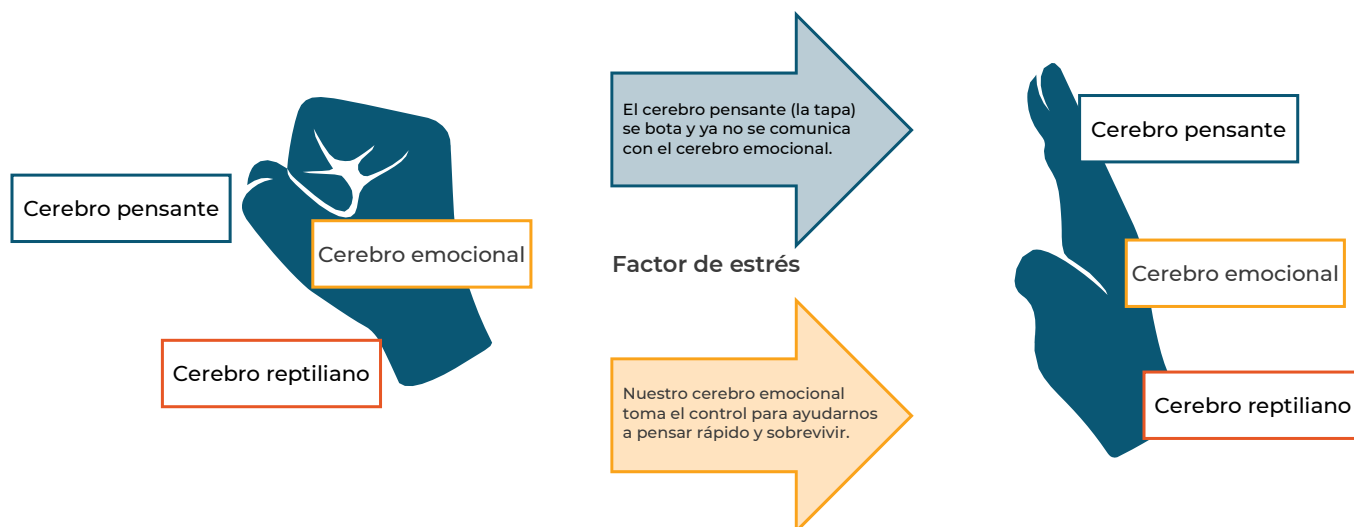 Cerebro pensante
Cerebro emocional
Cerebro reptiliano
El cerebro pensante (la tapa)
se bota y ya no se comunica
con el cerebro emocional.
Factor de estrés
Nuestro cerebro emocional
toma el control para ayudarnos
a pensar rápido y sobrevivir.
Cerebro pensante
Cerebro emocional
Cerebro reptiliano